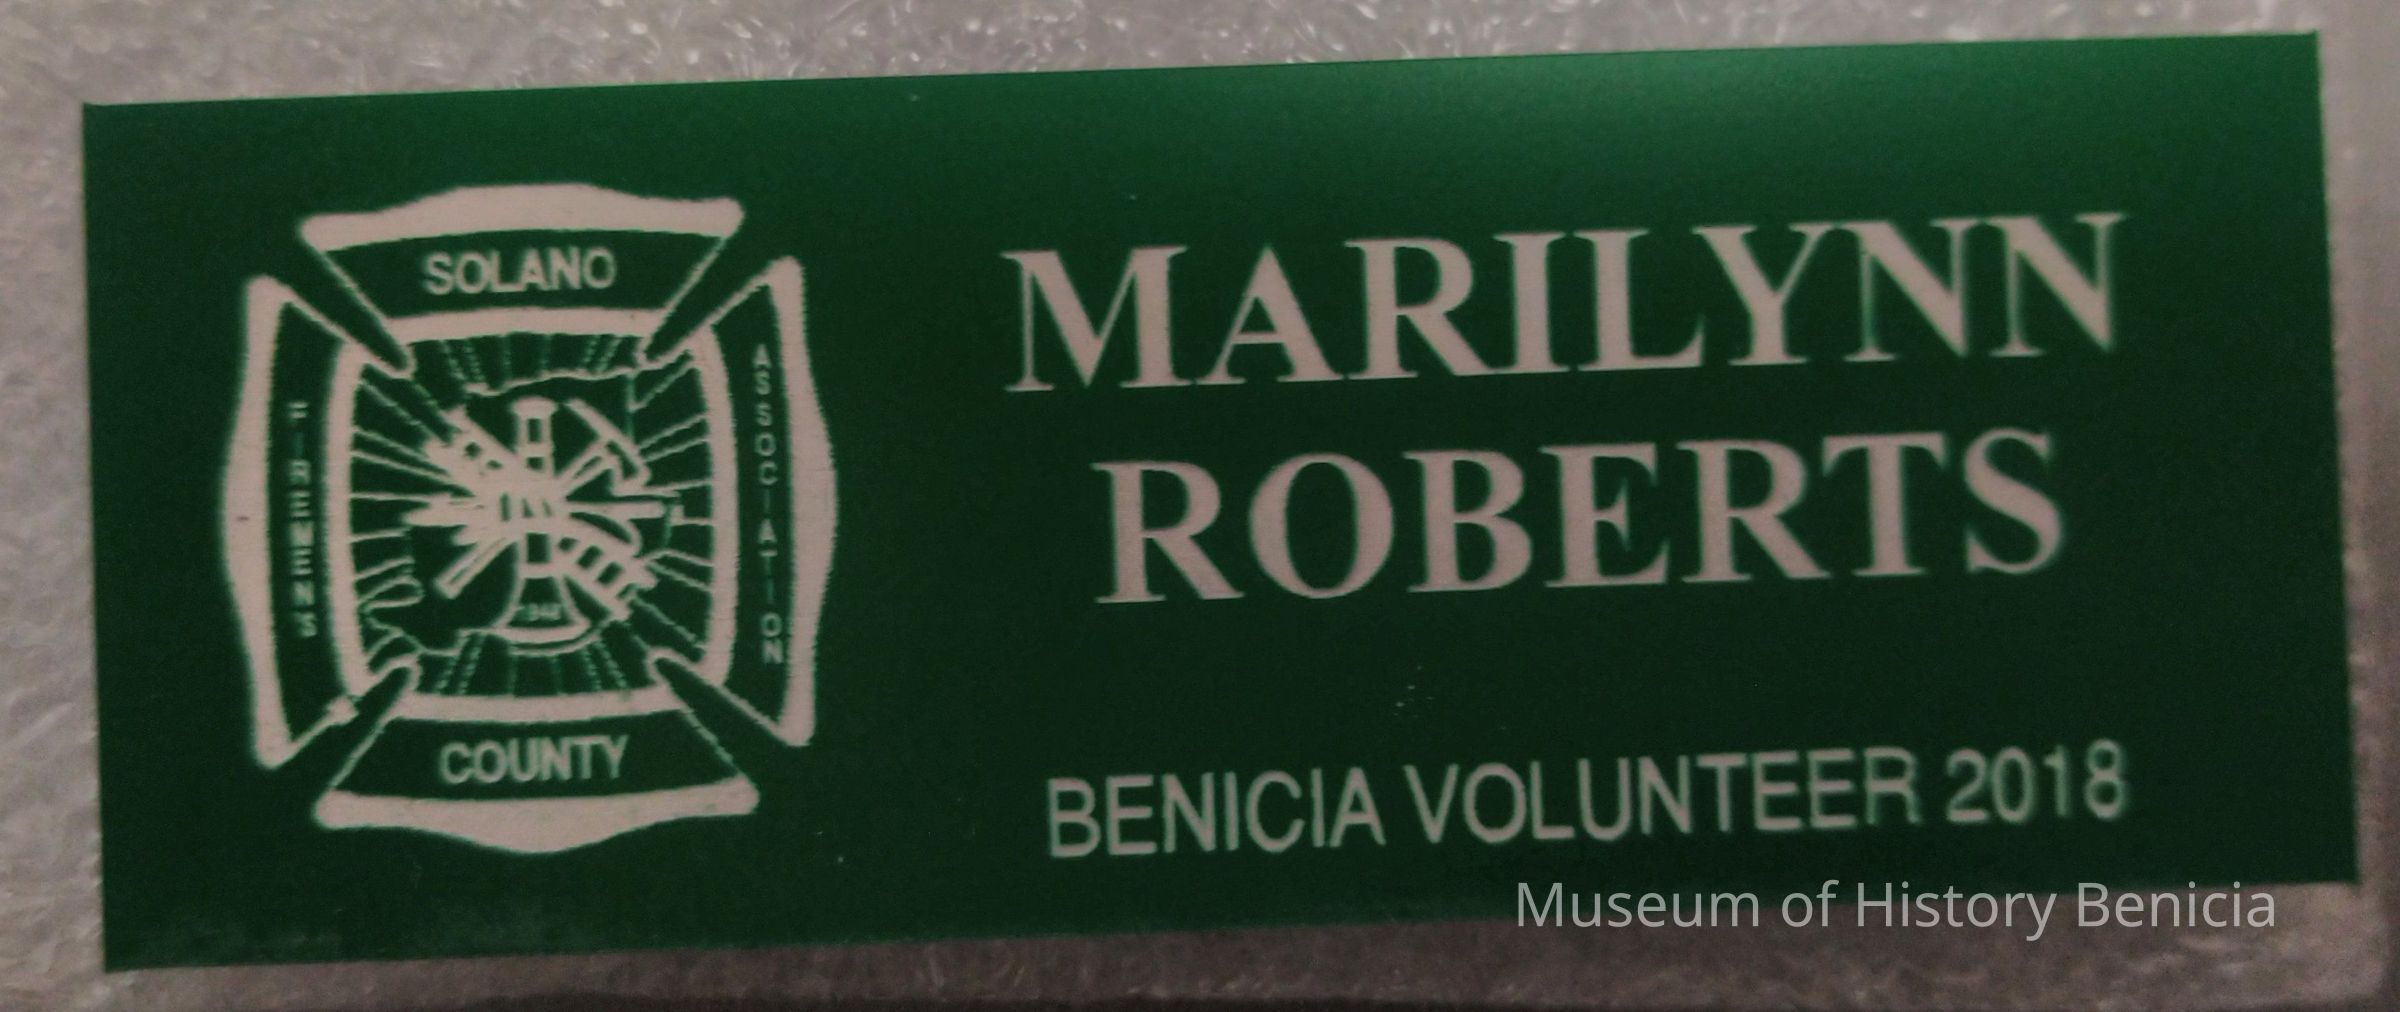 SOLANO
FIREMENS
ASSOCIATION
COUNTY
MARILYNN
ROBERTS
BENICIA VOLUNTEER 2018
Museum of History Benicia